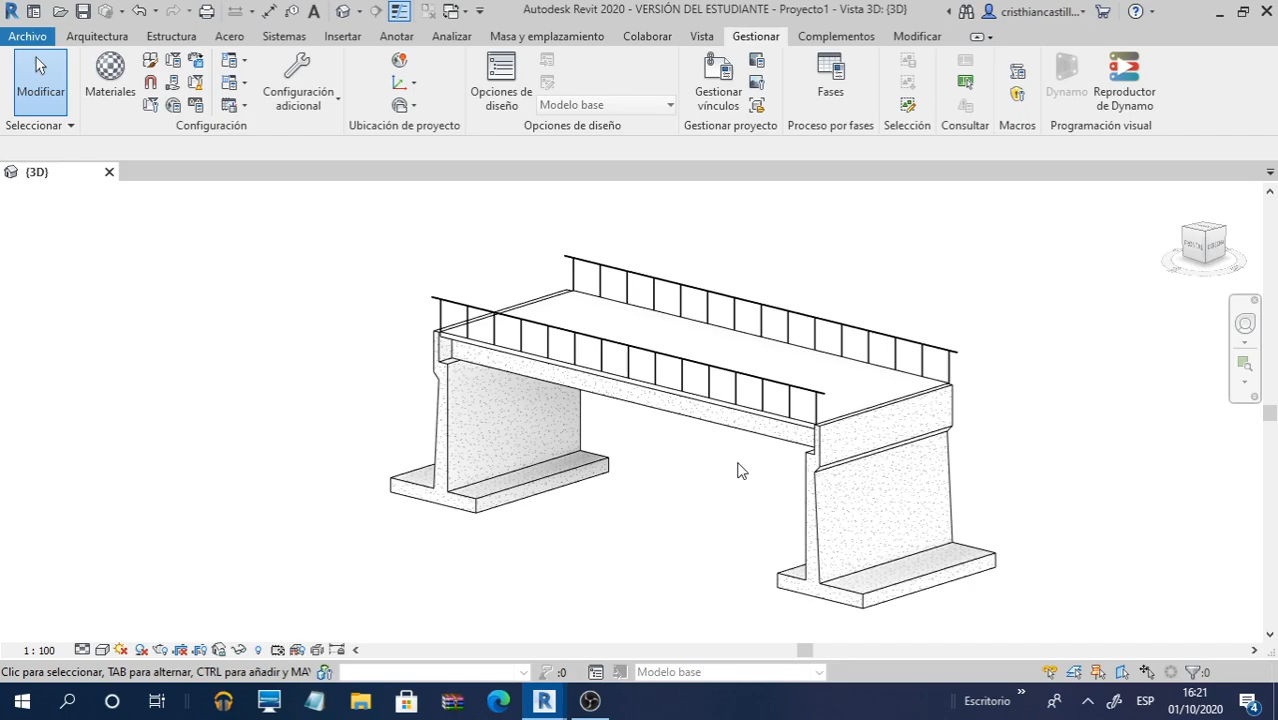 Autodesk Revit 2020 - VERSIÓN DEL ESTUDIANTE - Proyecto1 - Vista 3D: {3D}
cristhiancastill...
Archivo Arquitectura Estructura Acero Sistemas Insertar Anotar Analizar Masa y emplazamiento Colaborar Vista Gestionar Complementos Modificar
Modificar
Materiales
Configuración adicional
Opciones de diseño
Modelo base
Gestionar vínculos
Fases
Dynamo
Reproductor de Dynamo
Seleccionar
Configuración
Ubicación de proyecto
Opciones de diseño
Gestionar proyecto
Proceso por fases
Selección
Consultar
Macros
Programación visual
{3D}
1 : 100
Clic para seleccionar, TAB para alternar, CTRL para añadir y MA
:0
Modelo base
:0
Escritorio
ESP
16:21
01/10/2020
4